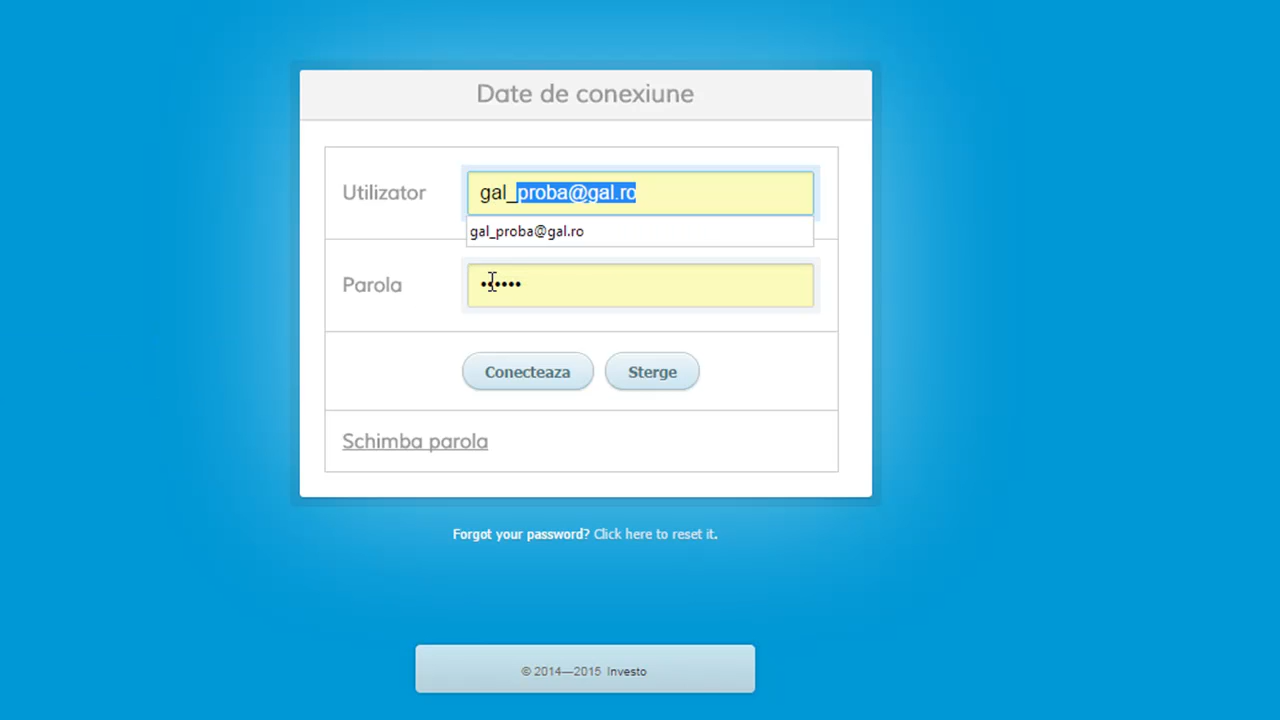 Date de conexiune
Utilizator
gal_proba@gal.ro
gal_proba@gal.ro
Parola
••••••
Conecteaza Sterge
Schimba parola
Forgot your password? Click here to reset it.
© 2014—2015 Investo